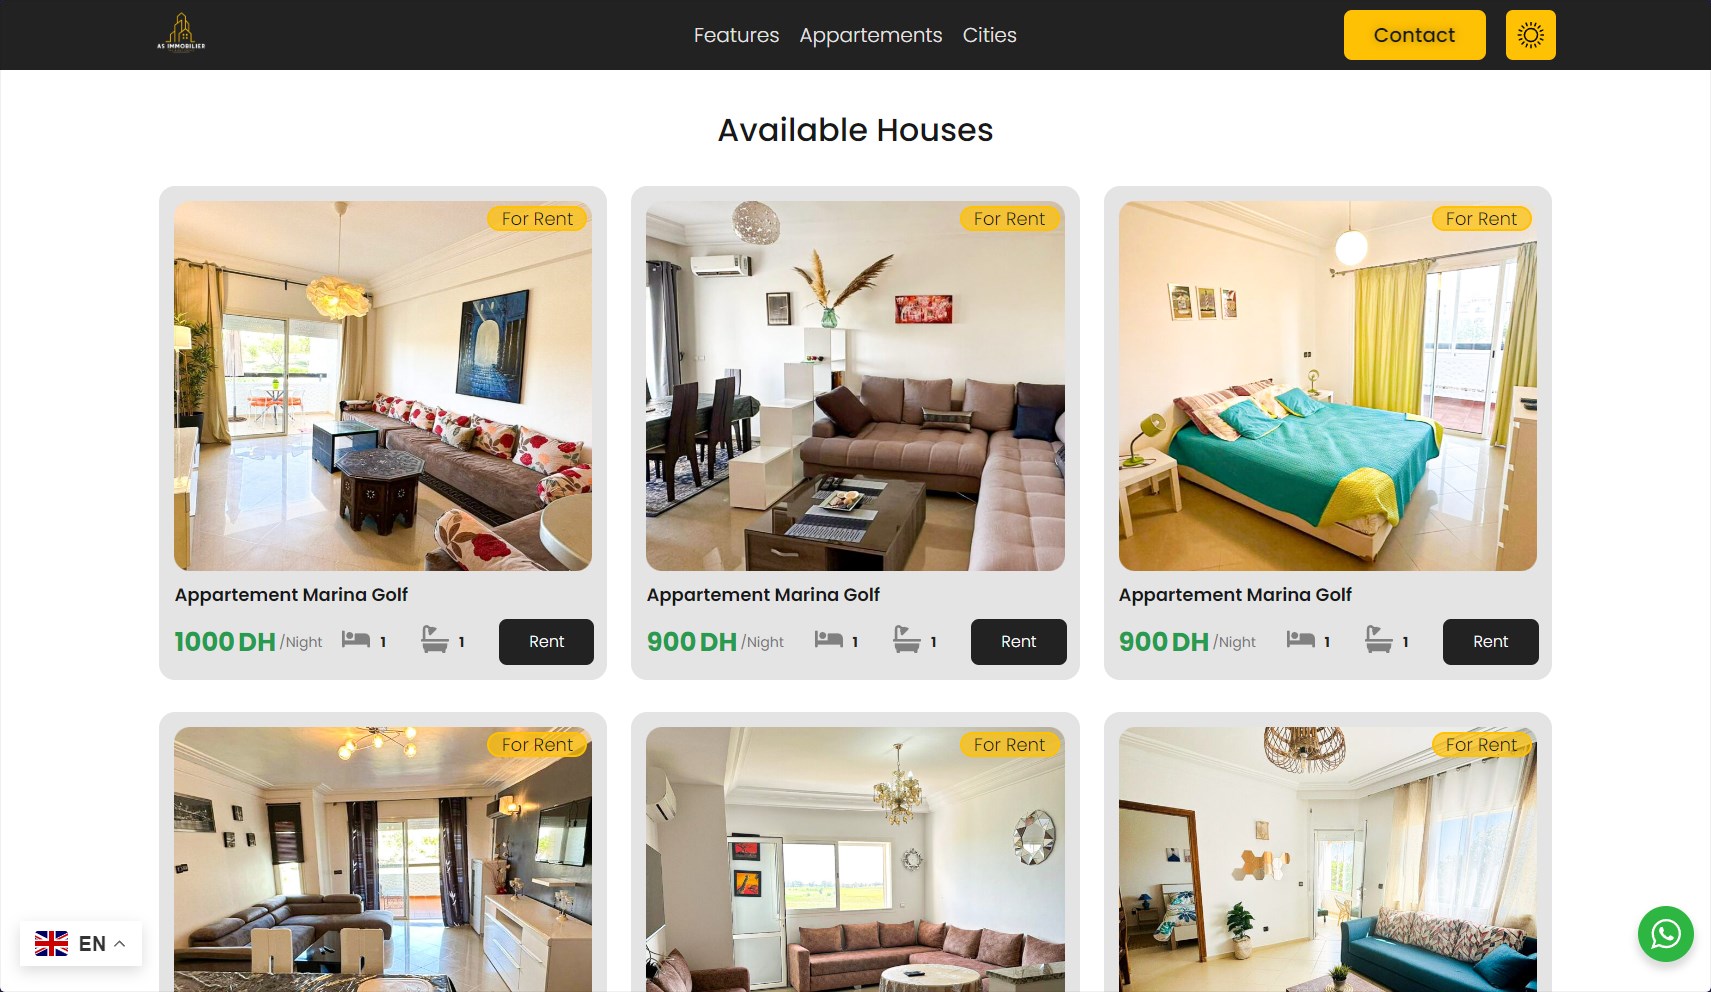 AS IMMOBILIER
Features Appartements Cities
Contact
Available Houses
For Rent
For Rent
For Rent
Appartement Marina Golf
1000 DH /Night 1 1 Rent
Appartement Marina Golf
900 DH /Night 1 1 Rent
Appartement Marina Golf
900 DH /Night 1 1 Rent
For Rent
For Rent
For Rent
EN